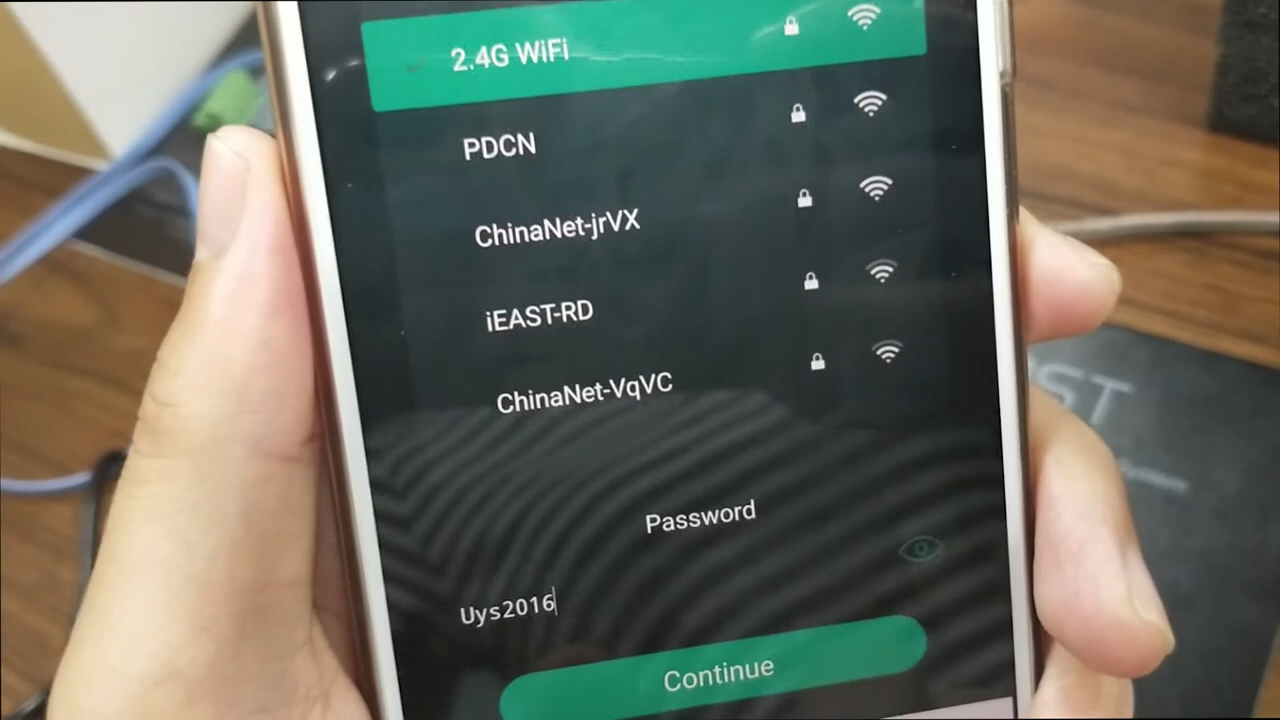 2.4G WiFi
PDCN
ChinaNet-jrVX
iEAST-RD
ChinaNet-VqVC
Password
Uys2016
Continue